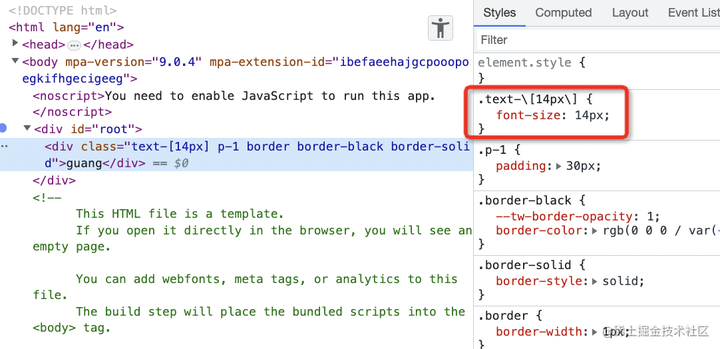 <!DOCTYPE html>
<html lang="en">
<head> … </head>
<body mpa-version="9.0.4" mpa-extension-id="ibefaeehajgcpooopo
egkifhgecigeeg">
<noscript>You need to enable JavaScript to run this app.
</noscript>
<div id="root">
<div class="text-[14px] p-1 border border-black border-soli
d">guang</div> == $0
</div>
<!--
This HTML file is a template.
If you open it directly in the browser, you will see an
empty page.
You can add webfonts, meta tags, or analytics to this
file.
The build step will place the bundled scripts into the
<body> tag.
Styles Computed Layout Event List
Filter
element.style {
}
.text-\[14px\] {
font-size: 14px;
}
.p-1 {
padding: 30px;
}
.border-black {
--tw-border-opacity: 1;
border-color: rgb(0 0 0 / var(-
}
.border-solid {
border-style: solid;
}
.border {
border-width: 1px;
@稀土掘金技术社区